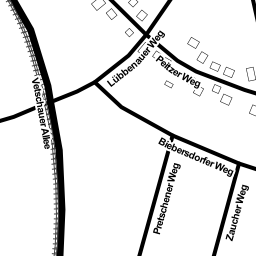 Lübbenauer Weg
Peitzer Weg
Vetschauer Allee
Biebersdorfer Weg
Pretschener Weg
Zaucher Weg